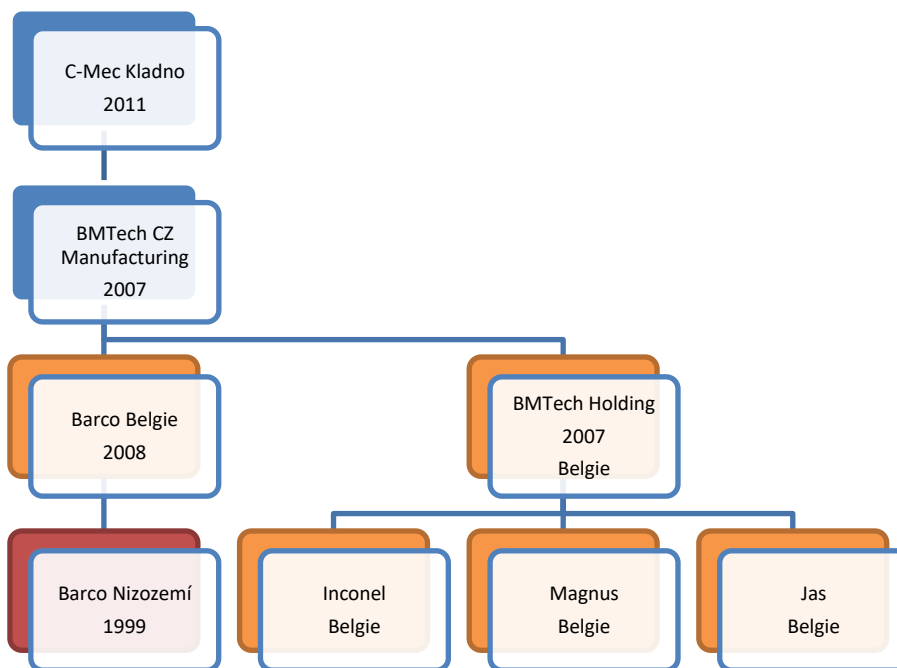 C-Mec Kladno
2011
BMTech CZ
Manufacturing
2007
Barco Belgie
2008
BMTech Holding
2007
Belgie
Barco Nizozemí
1999
Inconel
Belgie
Magnus
Belgie
Jas
Belgie